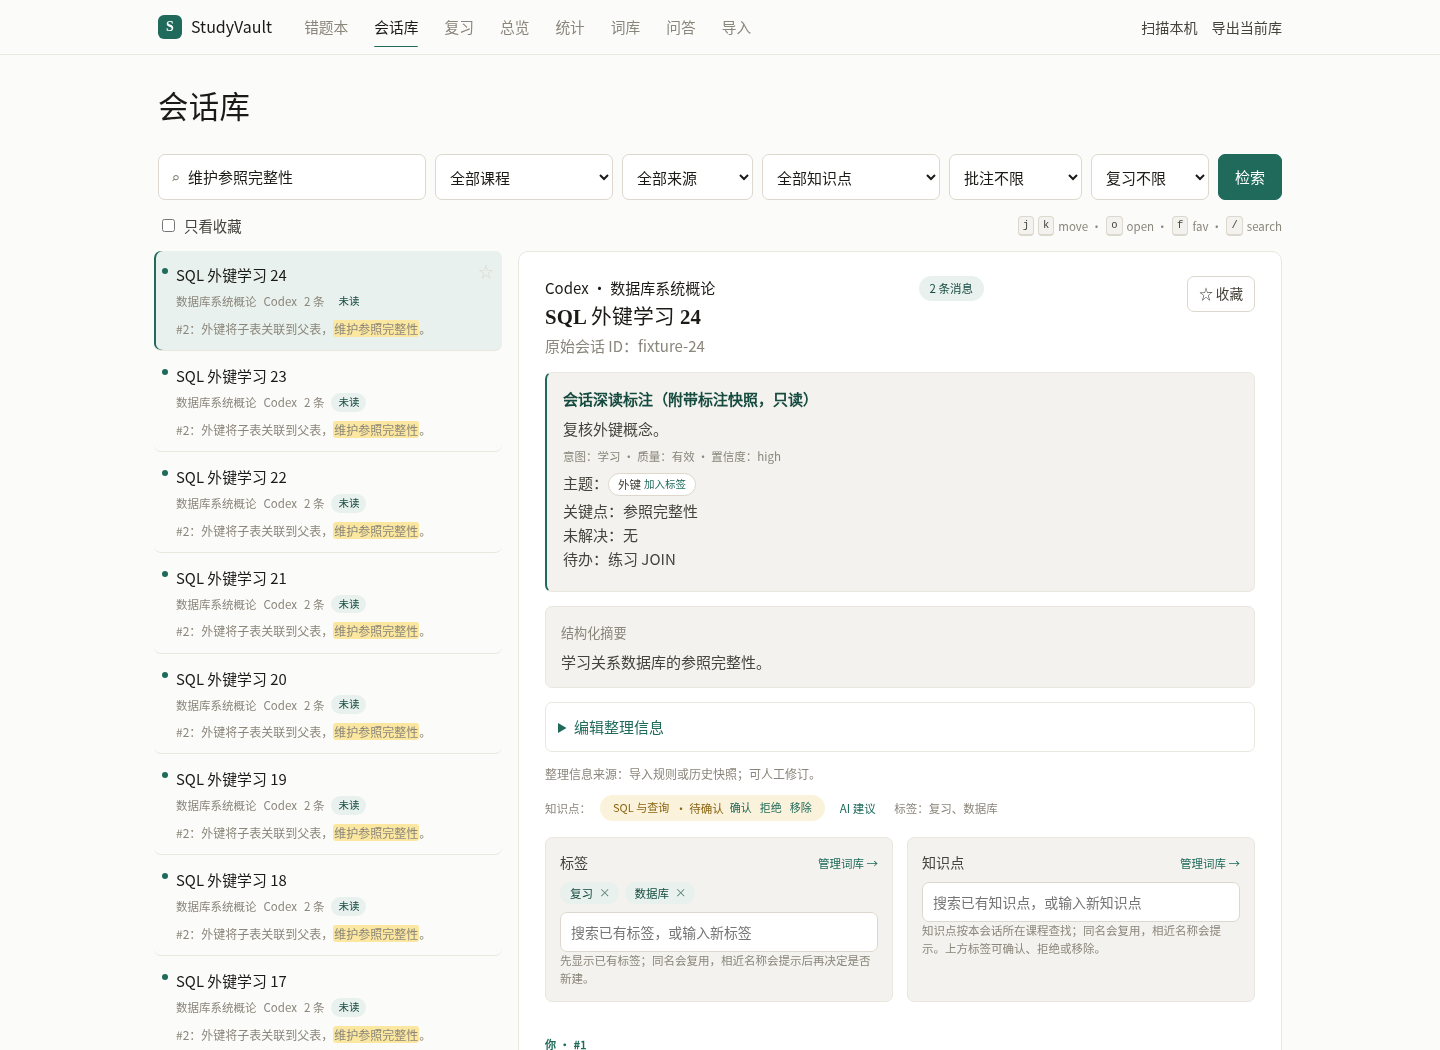 S StudyVault 错题本 会话库 复习 总览 统计 词库 问答 导入 扫描本机 导出当前库
会话库
维护参照完整性 全部课程 全部来源 全部知识点 批注不限 复习不限 检索
只看收藏 j k move · o open · f fav · / search
SQL 外键学习 24 ☆
数据库系统概论 Codex 2 条 未读
#2：外键将子表关联到父表，维护参照完整性。
SQL 外键学习 23
数据库系统概论 Codex 2 条 未读
#2：外键将子表关联到父表，维护参照完整性。
SQL 外键学习 22
数据库系统概论 Codex 2 条 未读
#2：外键将子表关联到父表，维护参照完整性。
SQL 外键学习 21
数据库系统概论 Codex 2 条 未读
#2：外键将子表关联到父表，维护参照完整性。
SQL 外键学习 20
数据库系统概论 Codex 2 条 未读
#2：外键将子表关联到父表，维护参照完整性。
SQL 外键学习 19
数据库系统概论 Codex 2 条 未读
#2：外键将子表关联到父表，维护参照完整性。
SQL 外键学习 18
数据库系统概论 Codex 2 条 未读
#2：外键将子表关联到父表，维护参照完整性。
SQL 外键学习 17
数据库系统概论 Codex 2 条 未读
#2：外键将子表关联到父表，维护参照完整性。
Codex · 数据库系统概论 2 条消息 ☆ 收藏
SQL 外键学习 24
原始会话 ID：fixture-24
会话深读标注（附带标注快照，只读）
复核外键概念。
意图：学习 · 质量：有效 · 置信度：high
主题：外键 加入标签
关键点：参照完整性
未解决：无
待办：练习 JOIN
结构化摘要
学习关系数据库的参照完整性。
▶ 编辑整理信息
整理信息来源：导入规则或历史快照；可人工修订。
知识点： SQL 与查询 · 待确认 确认 拒绝 移除 AI 建议 标签：复习、数据库
标签 管理词库 →
复习 × 数据库 ×
搜索已有标签，或输入新标签
先显示已有标签；同名会复用，相近名称会提示后再决定是否
新建。
知识点 管理词库 →
搜索已有知识点，或输入新知识点
知识点按本会话所在课程查找；同名会复用，相近名称会提
示。上方标签可确认、拒绝或移除。
你 · #1